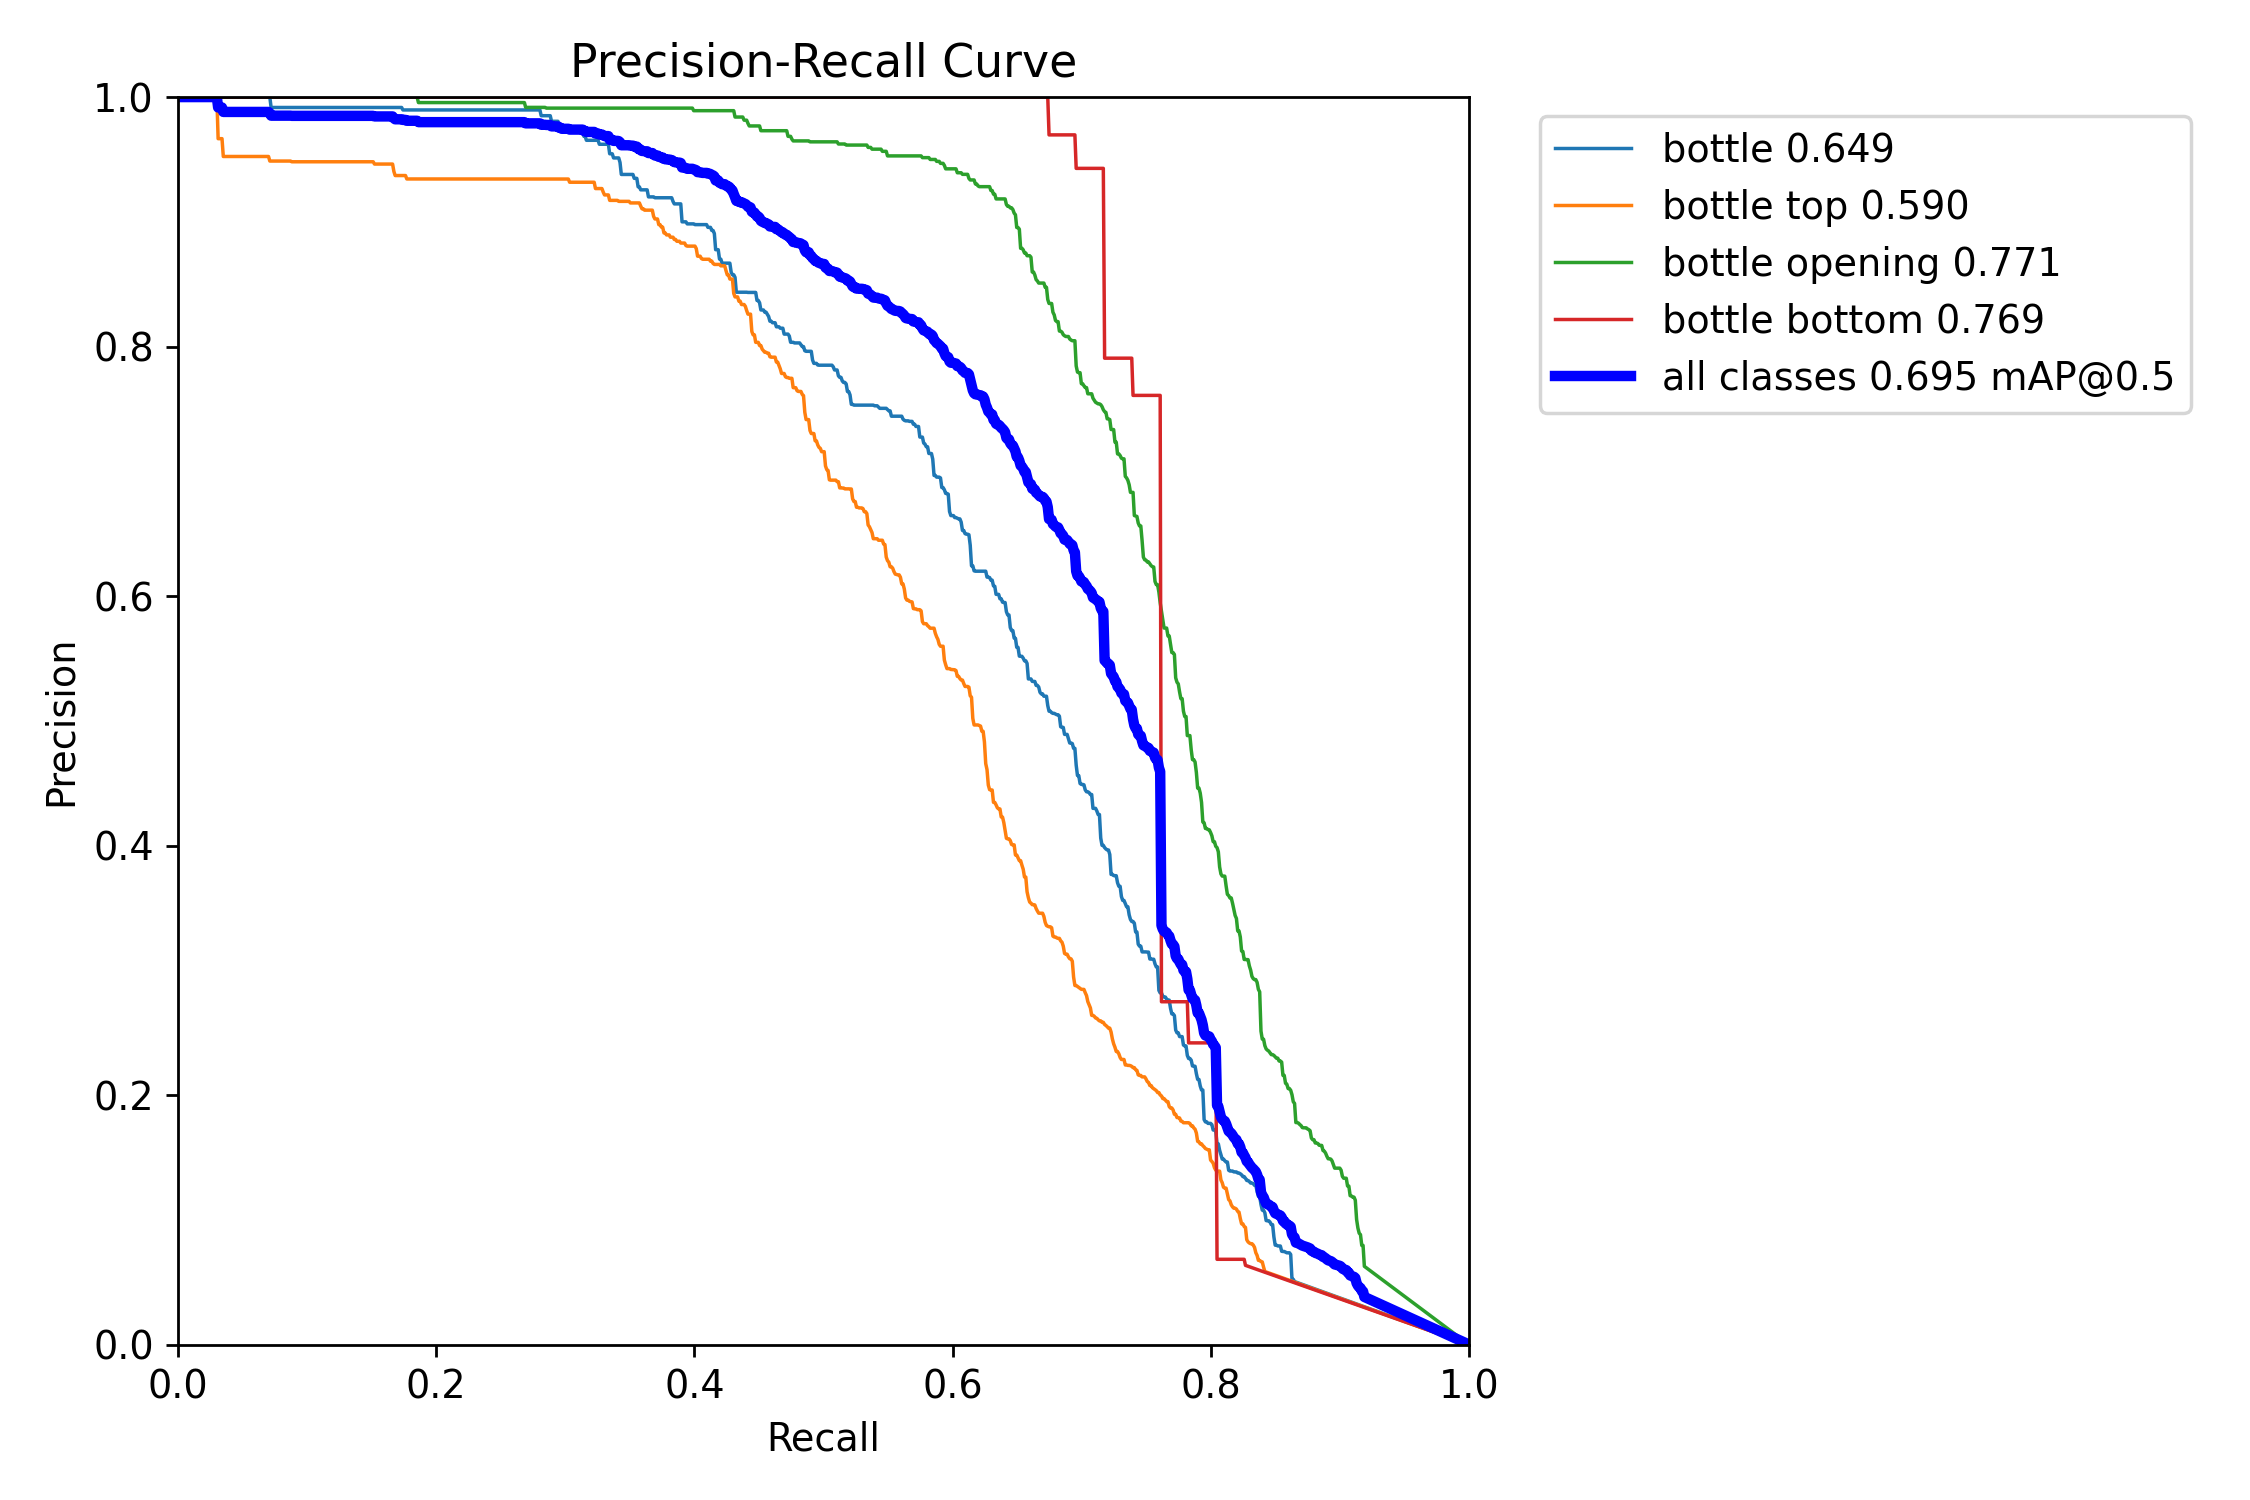 Precision-Recall Curve
1.0
0.8
0.6
0.4
0.2
0.0
Precision
0.0 0.2 0.4 0.6 0.8 1.0
Recall
bottle 0.649
bottle top 0.590
bottle opening 0.771
bottle bottom 0.769
all classes 0.695 mAP@0.5